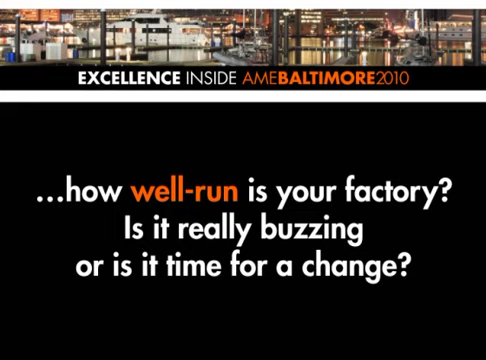 EXCELLENCE INSIDE AMEBALTIMORE2010
...how well-run is your factory?
Is it really buzzing
or is it time for a change?